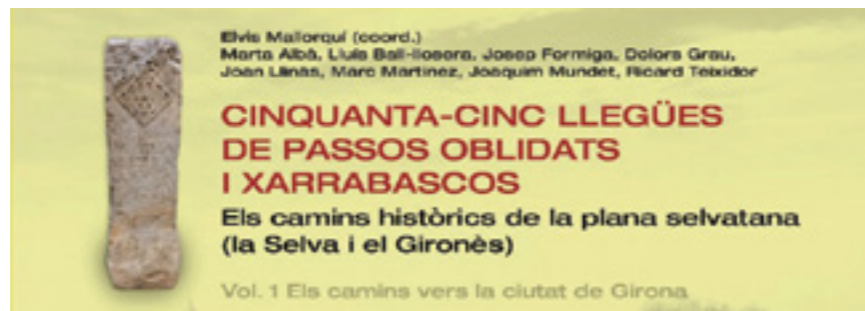 Elvis Mallorquí (coord.)
Marta Albà, Lluís Ball-llosera, Josep Formiga, Dolors Grau,
Joan Llinàs, Marc Martínez, Joaquim Mundet, Ricard Teixidor
CINQUANTA-CINC LLEGÜES
DE PASSOS OBLIDATS
I XARRABASCOS
Els camins històrics de la plana selvatana
(la Selva i el Gironès)
Vol. 1 Els camins vers la ciutat de Girona